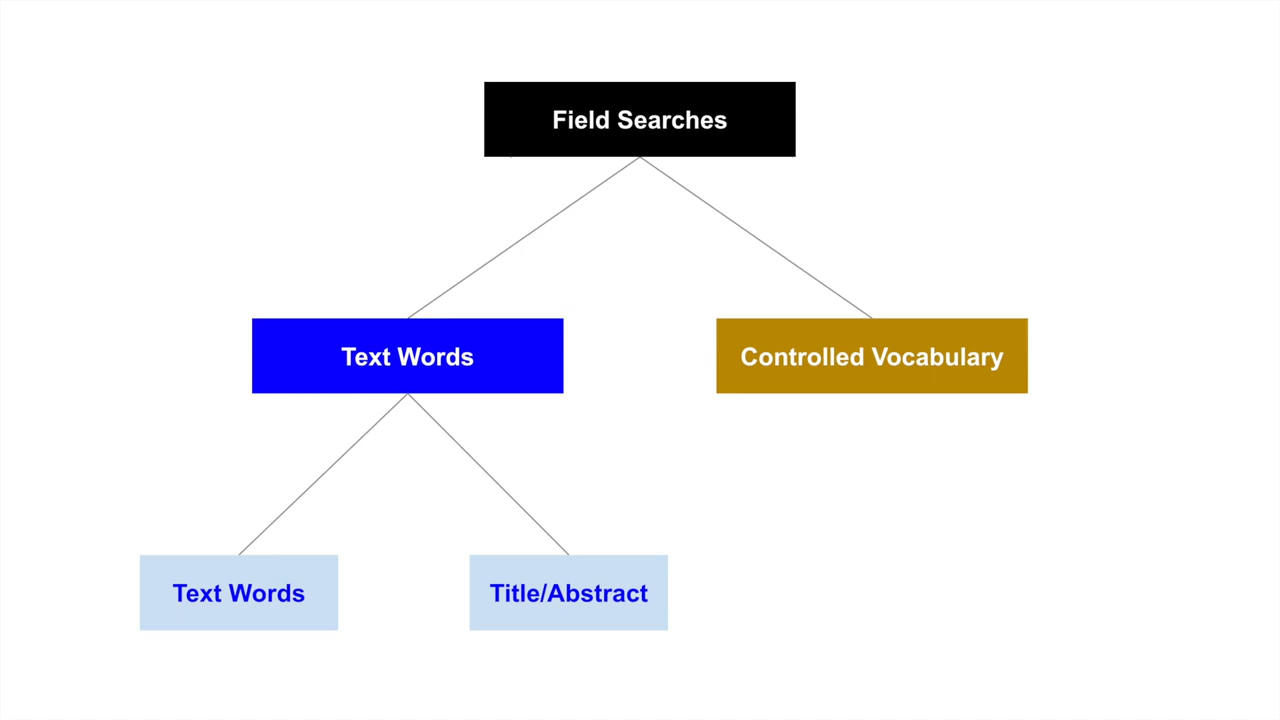 Field Searches
Text Words
Controlled Vocabulary
Text Words
Title/Abstract